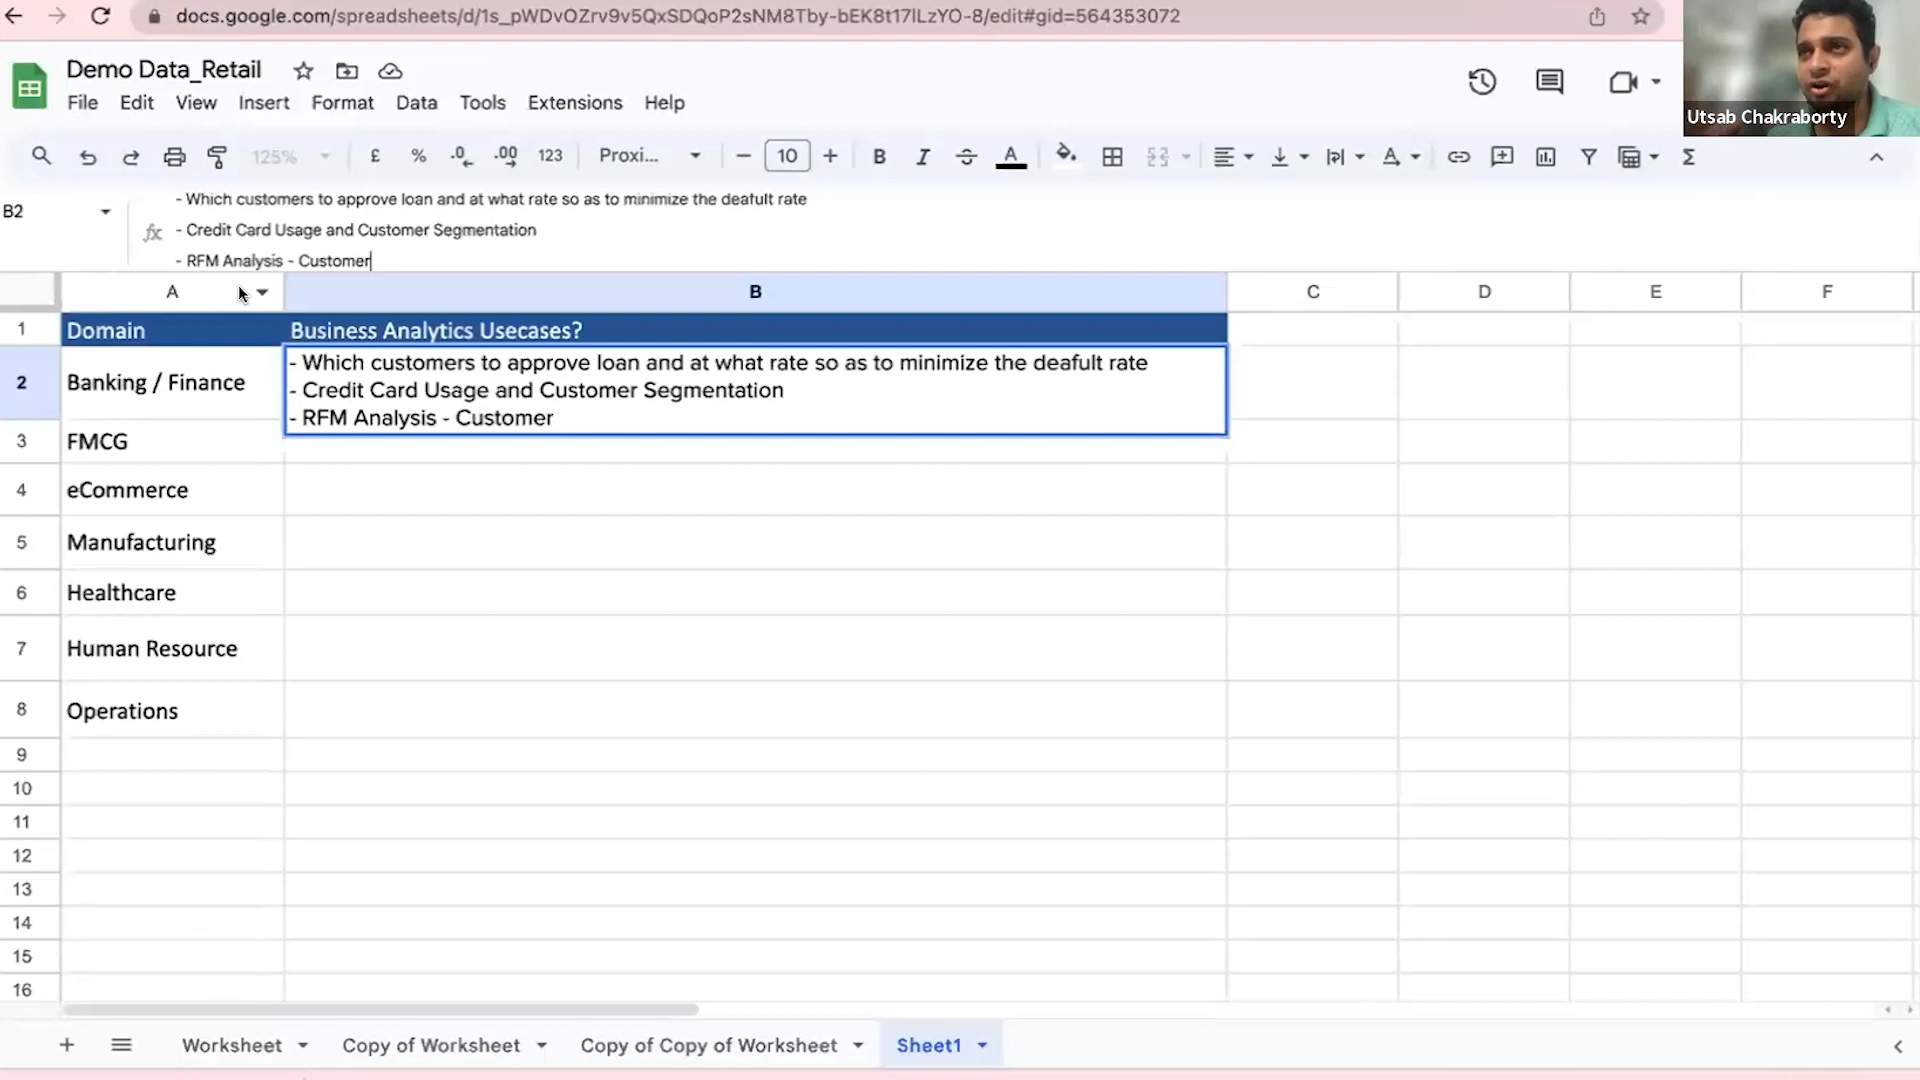 docs.google.com/spreadsheets/d/1s_pWDvOZrv9v5QxSDQoP2sNM8Tby-bEK8t17lLzYO-8/edit#gid=564353072
Demo Data_Retail
File Edit View Insert Format Data Tools Extensions Help
Utsab Chakraborty
125% £ % .0 .00 123 Proxi... 10 B I A Σ
B2
- Which customers to approve loan and at what rate so as to minimize the deafult rate
fx - Credit Card Usage and Customer Segmentation
- RFM Analysis - Customer
A B C D E F
1 Domain Business Analytics Usecases?
2 Banking / Finance
- Which customers to approve loan and at what rate so as to minimize the deafult rate
- Credit Card Usage and Customer Segmentation
- RFM Analysis - Customer
3 FMCG
4 eCommerce
5 Manufacturing
6 Healthcare
7 Human Resource
8 Operations
9
10
11
12
13
14
15
16
Worksheet Copy of Worksheet Copy of Copy of Worksheet Sheet1